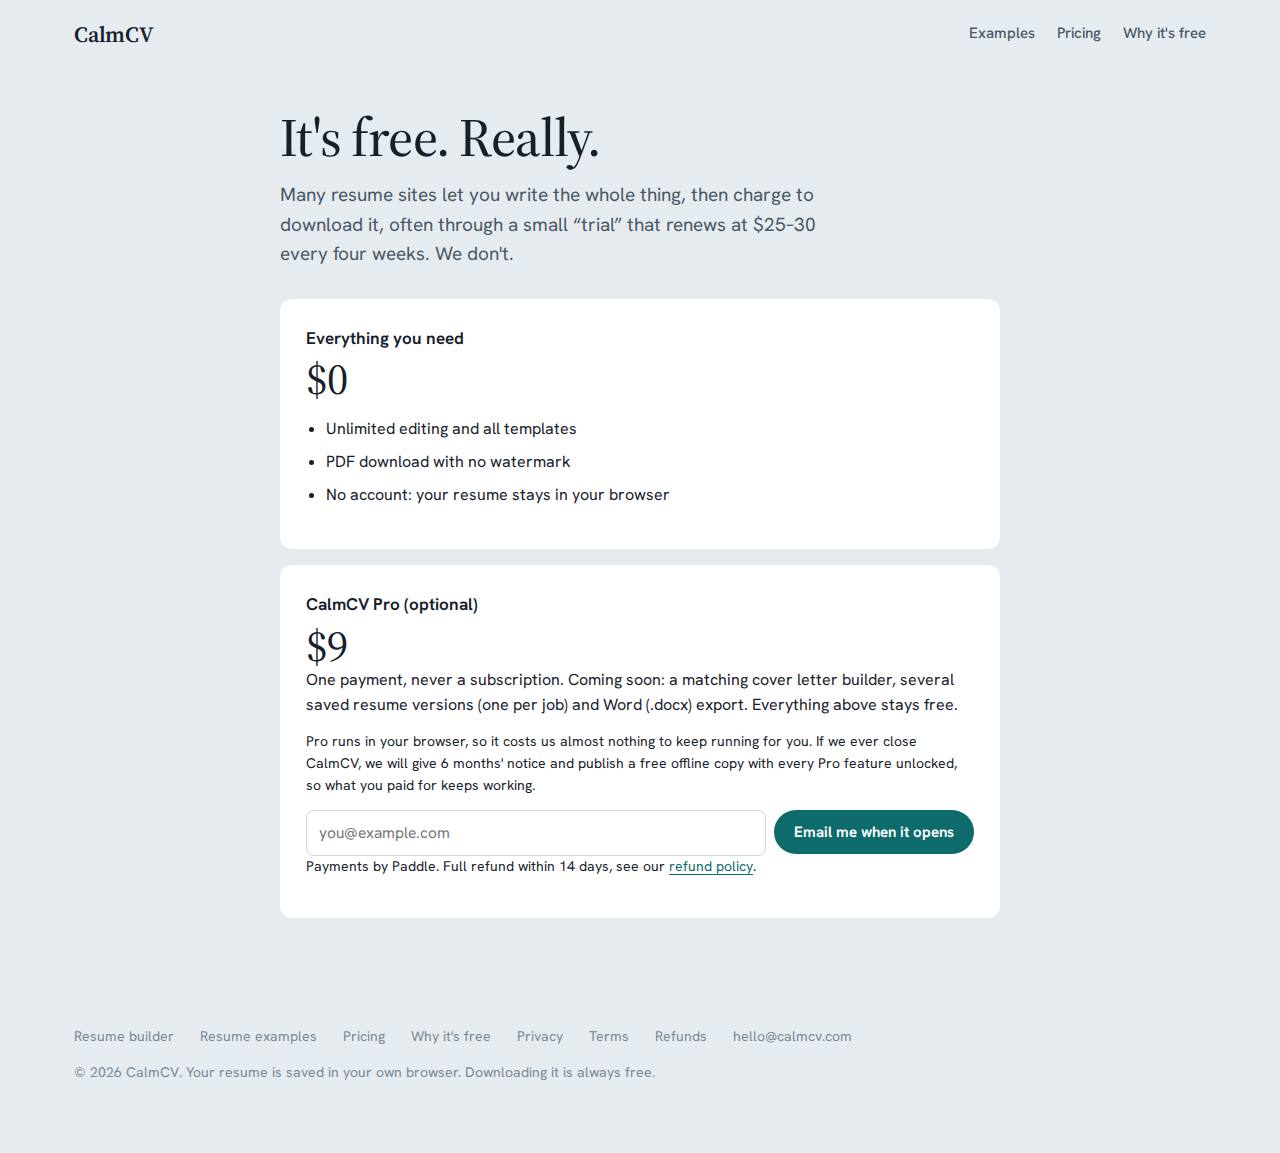 CalmCV
Examples Pricing Why it's free
It's free. Really.
Many resume sites let you write the whole thing, then charge to
download it, often through a small “trial” that renews at $25–30
every four weeks. We don't.
Everything you need
$0
• Unlimited editing and all templates
• PDF download with no watermark
• No account: your resume stays in your browser
CalmCV Pro (optional)
$9
One payment, never a subscription. Coming soon: a matching cover letter builder, several
saved resume versions (one per job) and Word (.docx) export. Everything above stays free.
Pro runs in your browser, so it costs us almost nothing to keep running for you. If we ever close
CalmCV, we will give 6 months' notice and publish a free offline copy with every Pro feature unlocked,
so what you paid for keeps working.
you@example.com
Email me when it opens
Payments by Paddle. Full refund within 14 days, see our refund policy.
Resume builder Resume examples Pricing Why it's free Privacy Terms Refunds hello@calmcv.com
© 2026 CalmCV. Your resume is saved in your own browser. Downloading it is always free.